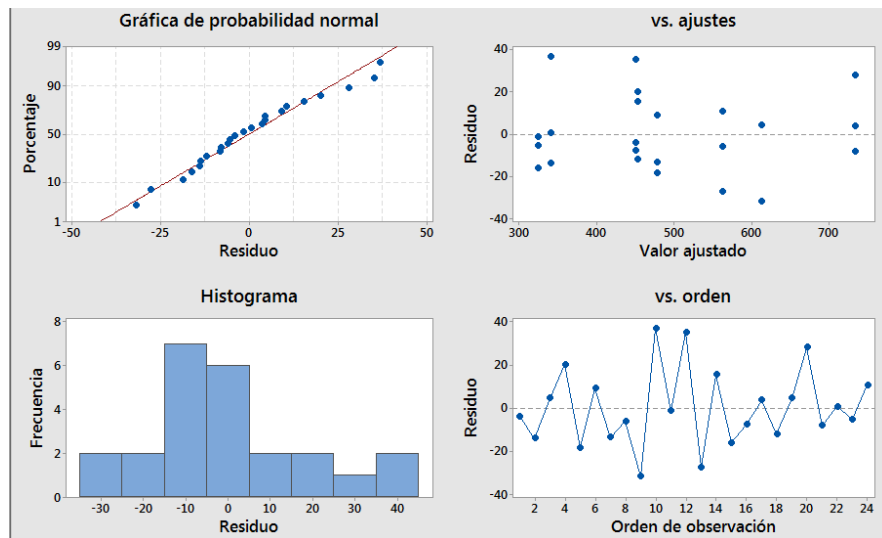 Gráfica de probabilidad normal
99
90
50
10
1
Porcentaje
-50 -25 0 25 50
Residuo
vs. ajustes
40
20
0
-20
-40
Residuo
300 400 500 600 700
Valor ajustado
Histograma
8
6
4
2
0
Frecuencia
-30 -20 -10 0 10 20 30 40
Residuo
vs. orden
40
20
0
-20
-40
Residuo
2 4 6 8 10 12 14 16 18 20 22 24
Orden de observación